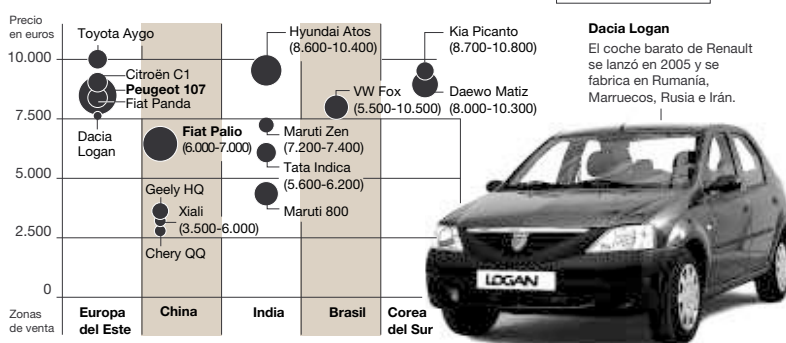 Precio
en euros
10.000
7.500
5.000
2.500
0
Zonas
de venta
Toyota Aygo
Citroën C1
Peugeot 107
Fiat Panda
Dacia
Logan
Europa
del Este
Fiat Palio
(6.000-7.000)
Geely HQ
Xiali
(3.500-6.000)
Chery QQ
China
Hyundai Atos
(8.600-10.400)
Maruti Zen
(7.200-7.400)
Tata Indica
(5.600-6.200)
Maruti 800
India
VW Fox
(5.500-10.500)
Brasil
Kia Picanto
(8.700-10.800)
Daewo Matiz
(8.000-10.300)
Corea
del Sur
Dacia Logan
El coche barato de Renault
se lanzó en 2005 y se
fabrica en Rumanía,
Marruecos, Rusia e Irán.
LOGAN